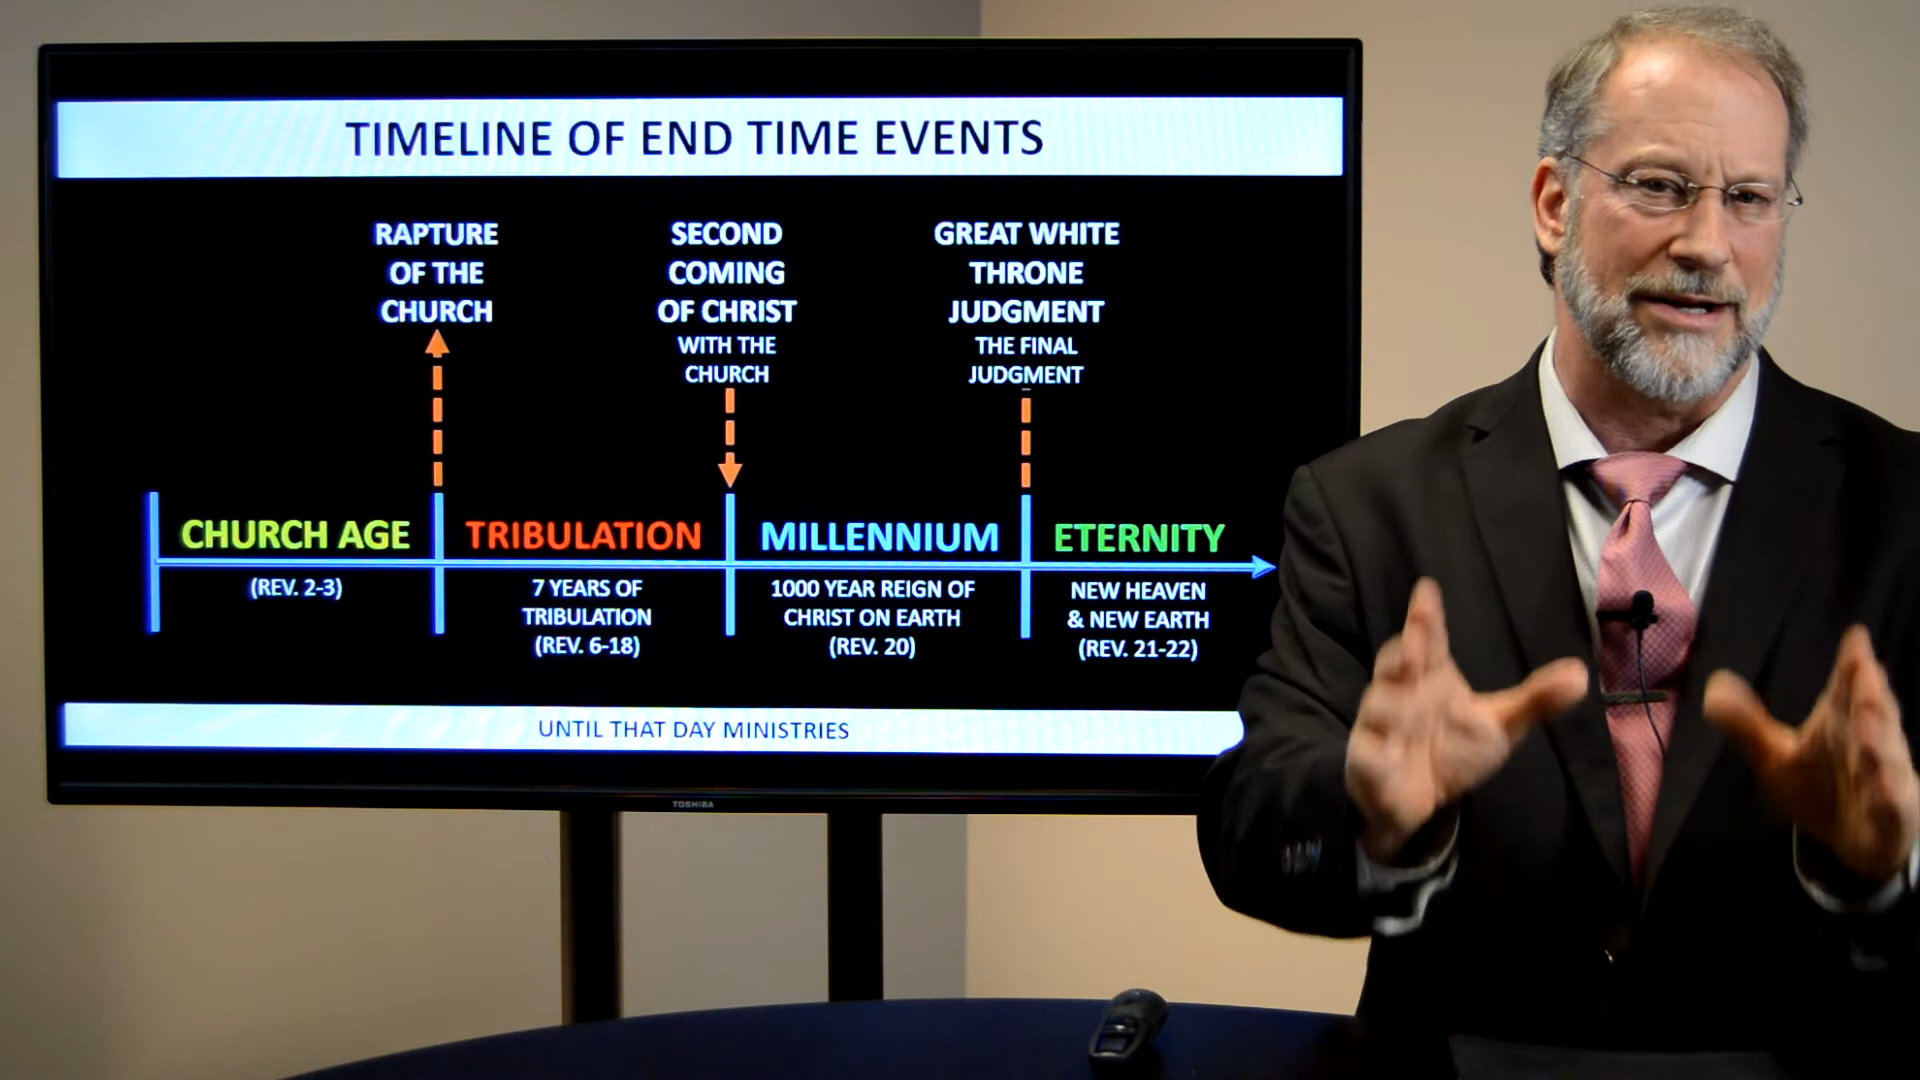 TIMELINE OF END TIME EVENTS
RAPTURE
OF THE
CHURCH
SECOND
COMING
OF CHRIST
WITH THE
CHURCH
GREAT WHITE
THRONE
JUDGMENT
THE FINAL
JUDGMENT
CHURCH AGE
(REV. 2-3)
TRIBULATION
7 YEARS OF
TRIBULATION
(REV. 6-18)
MILLENNIUM
1000 YEAR REIGN OF
CHRIST ON EARTH
(REV. 20)
ETERNITY
NEW HEAVEN
& NEW EARTH
(REV. 21-22)
UNTIL THAT DAY MINISTRIES
TOSHIBA